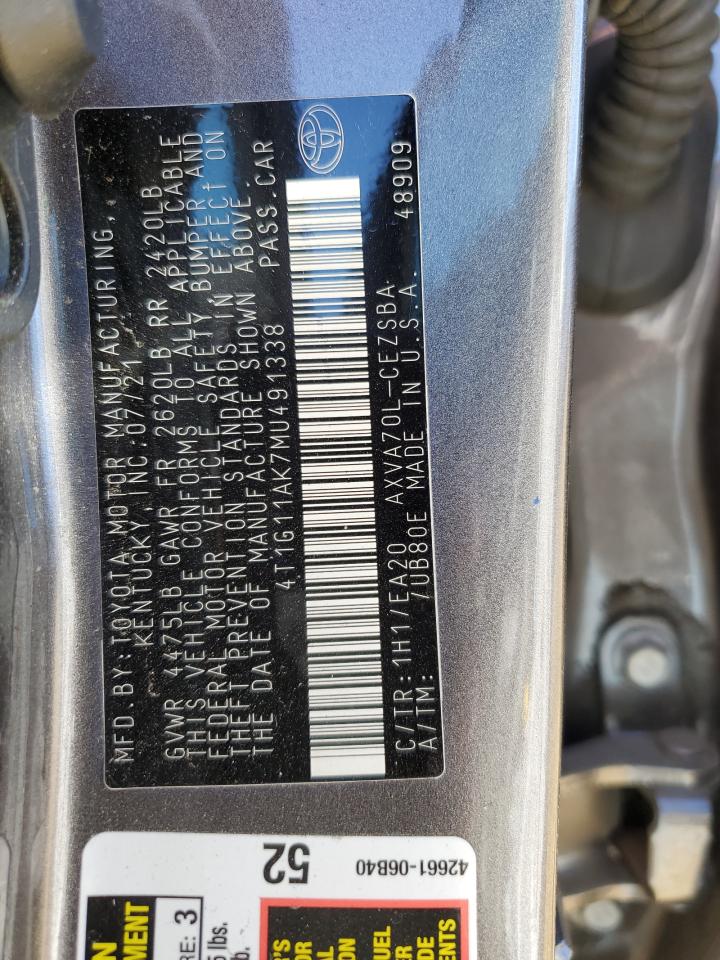 MFD.BY:TOYOTA MOTOR MANUFACTURING,
KENTUCKY, INC.07/21
GVWR 4475LB GAWR FR 2620LB RR 2420LB
THIS VEHICLE CONFORMS TO ALL APPLICABLE
FEDERAL MOTOR VEHICLE SAFETY, BUMPER AND
THEFT PREVENTION STANDARDS IN EFFECT ON
THE DATE OF MANUFACTURE SHOWN ABOVE.
4T1G11AK7MU491338 PASS.CAR
C/TR:1H1/EA20 AXVA70L-CEZSBA
A/TM: /UB80E MADE IN U.S.A. 48909
52
42661-06B40